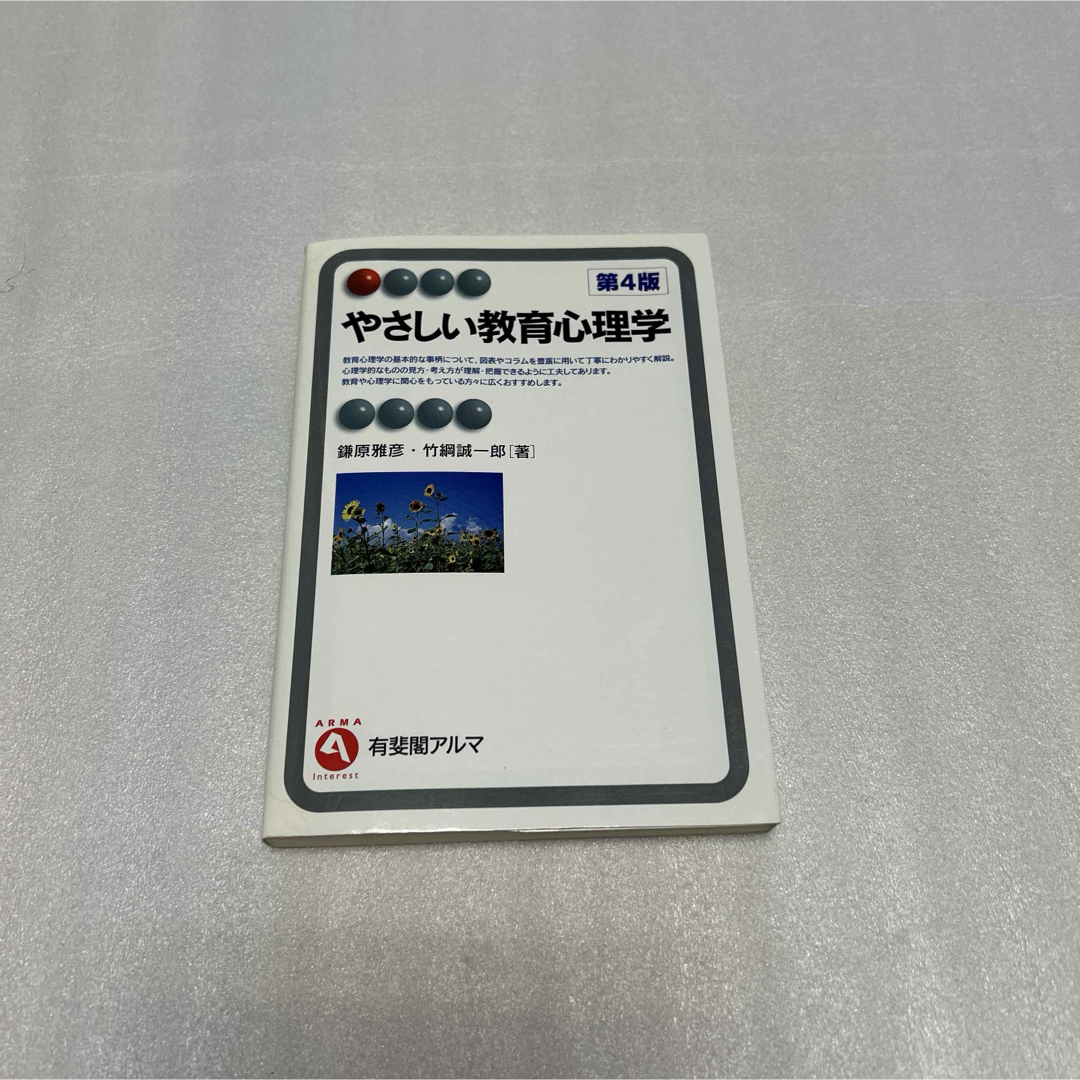 第4版
やさしい教育心理学
教育心理学の基本的な事柄について,図表やコラムを豊富に用いて丁寧にわかりやすく解説。
心理学的なものの見方・考え方が理解・把握できるように工夫してあります。
教育や心理学に関心をもっている方々に広くおすすめします。
鎌原雅彦・竹綱誠一郎[著]
ARMA
有斐閣アルマ
Interest